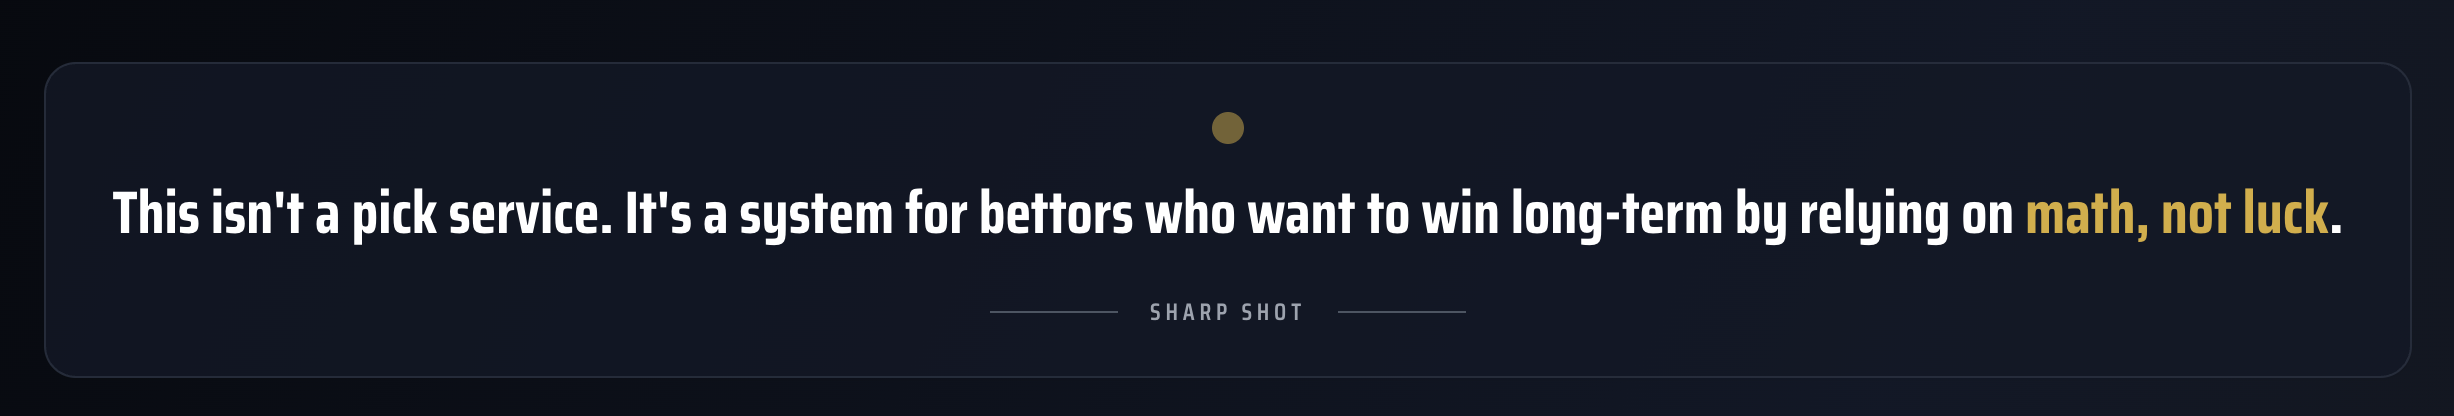 This isn't a pick service. It's a system for bettors who want to win long-term by relying on math, not luck.
SHARP SHOT